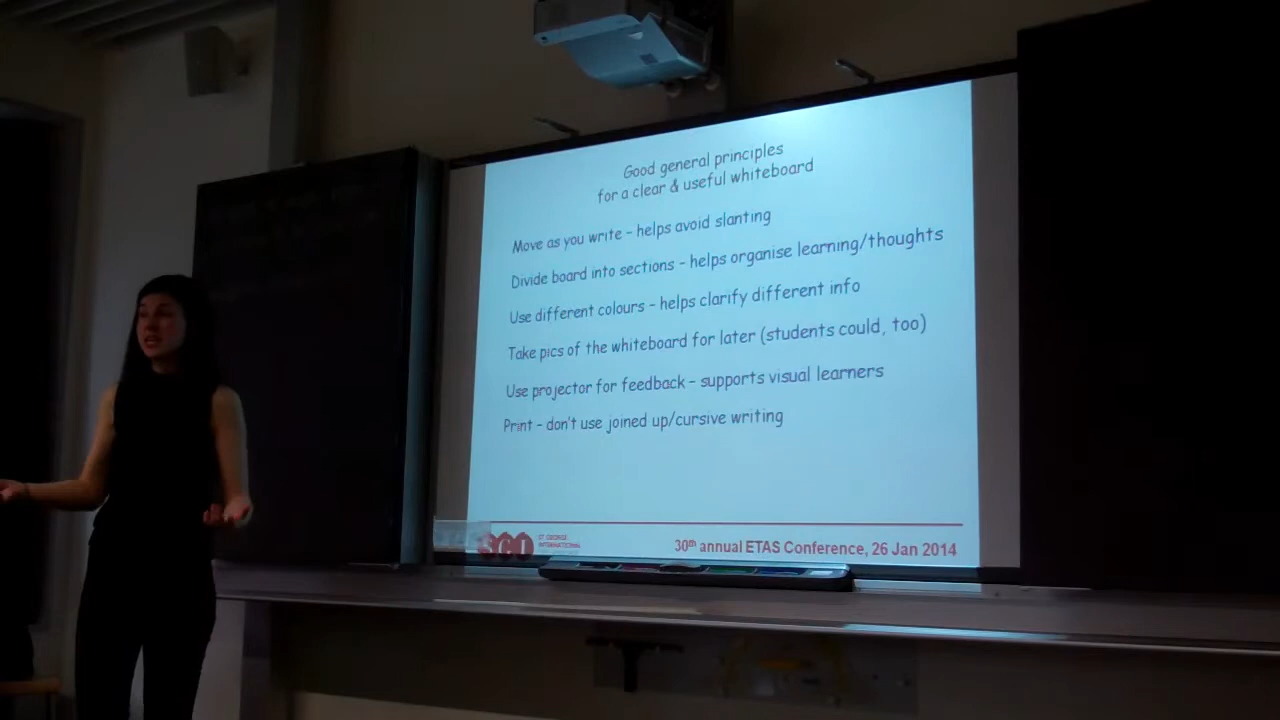 Good general principles
for a clear & useful whiteboard
Move as you write – helps avoid slanting
Divide board into sections – helps organise learning/thoughts
Use different colours – helps clarify different info
Take pics of the whiteboard for later (students could, too)
Use projector for feedback – supports visual learners
Print – don't use joined up/cursive writing
SGI
ST GEORGE
INTERNATIONAL
30th annual ETAS Conference, 26 Jan 2014